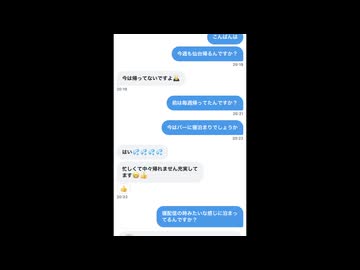 こんばんは
今週も仙台帰るんですか？
20:18
今は帰ってないですよ
20:18
前は毎週帰ってたんですか？
20:21
今はバーに寝泊まりでしょうか
20:22
はい
忙しくて中々帰れません充実して
ます
20:23
爆配信の時みたいな感じに泊まっ
てるんですか？